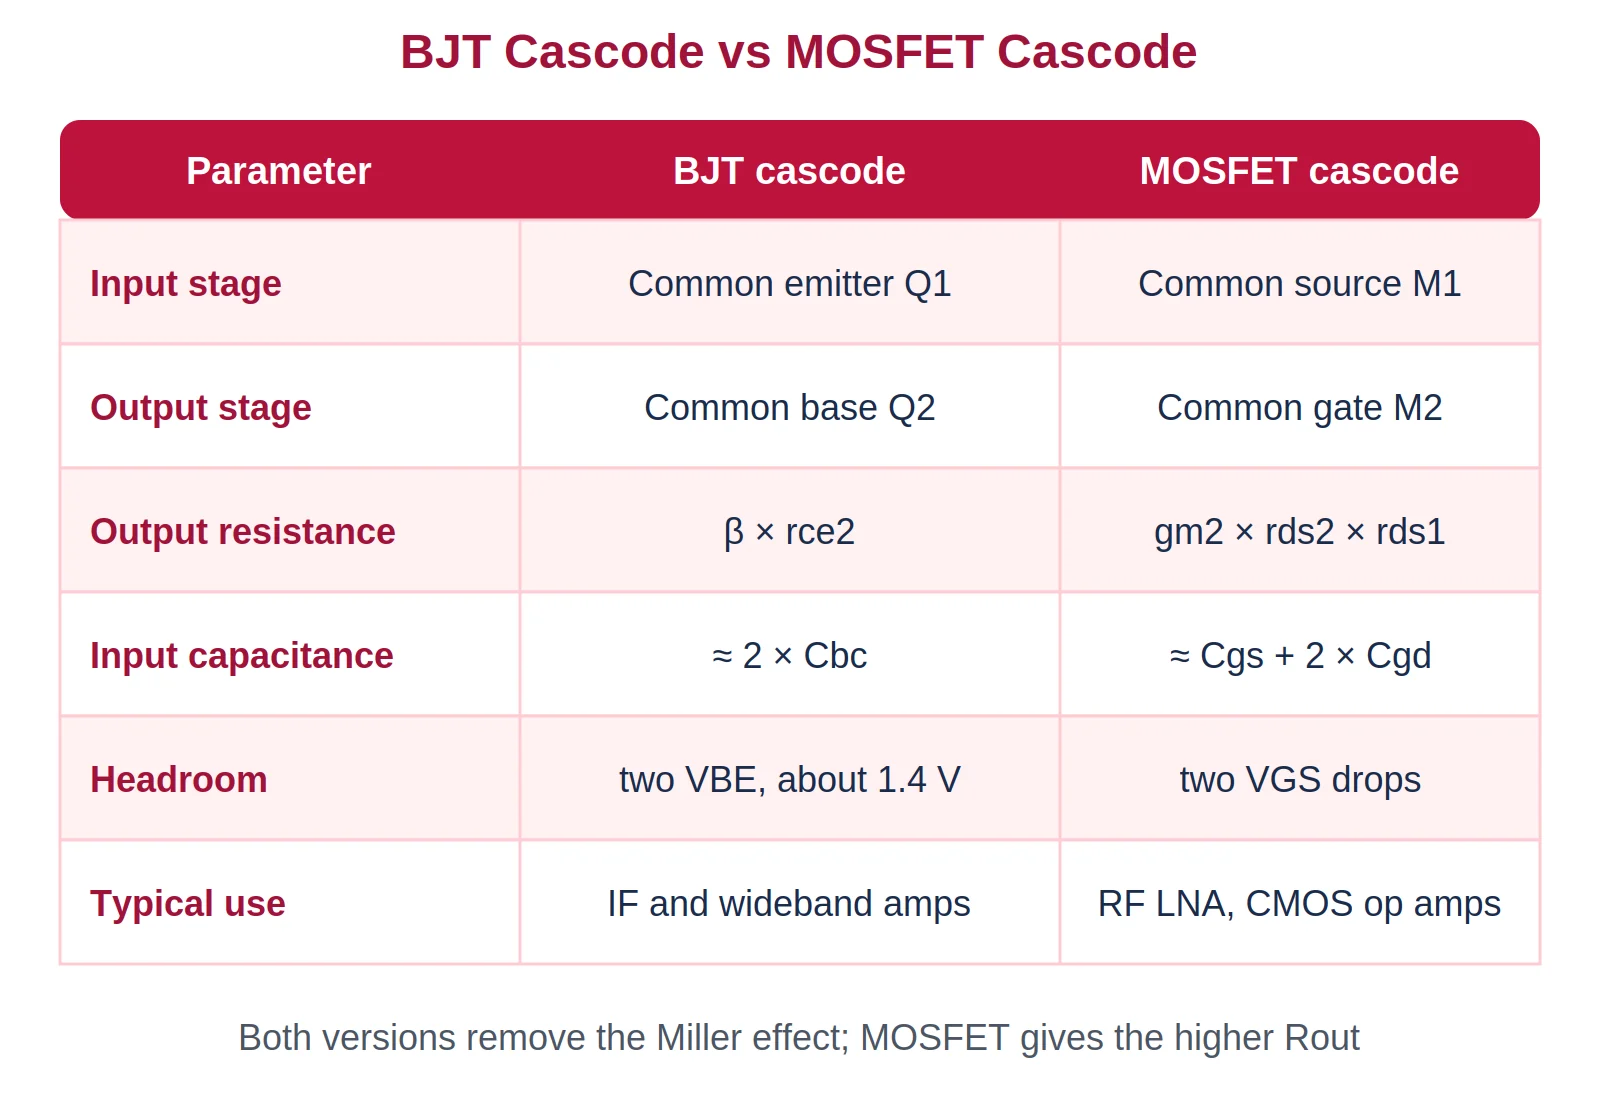 BJT Cascode vs MOSFET Cascode
Parameter BJT cascode MOSFET cascode
Input stage Common emitter Q1 Common source M1
Output stage Common base Q2 Common gate M2
Output resistance β × rce2 gm2 × rds2 × rds1
Input capacitance ≈ 2 × Cbc ≈ Cgs + 2 × Cgd
Headroom two VBE, about 1.4 V two VGS drops
Typical use IF and wideband amps RF LNA, CMOS op amps
Both versions remove the Miller effect; MOSFET gives the higher Rout